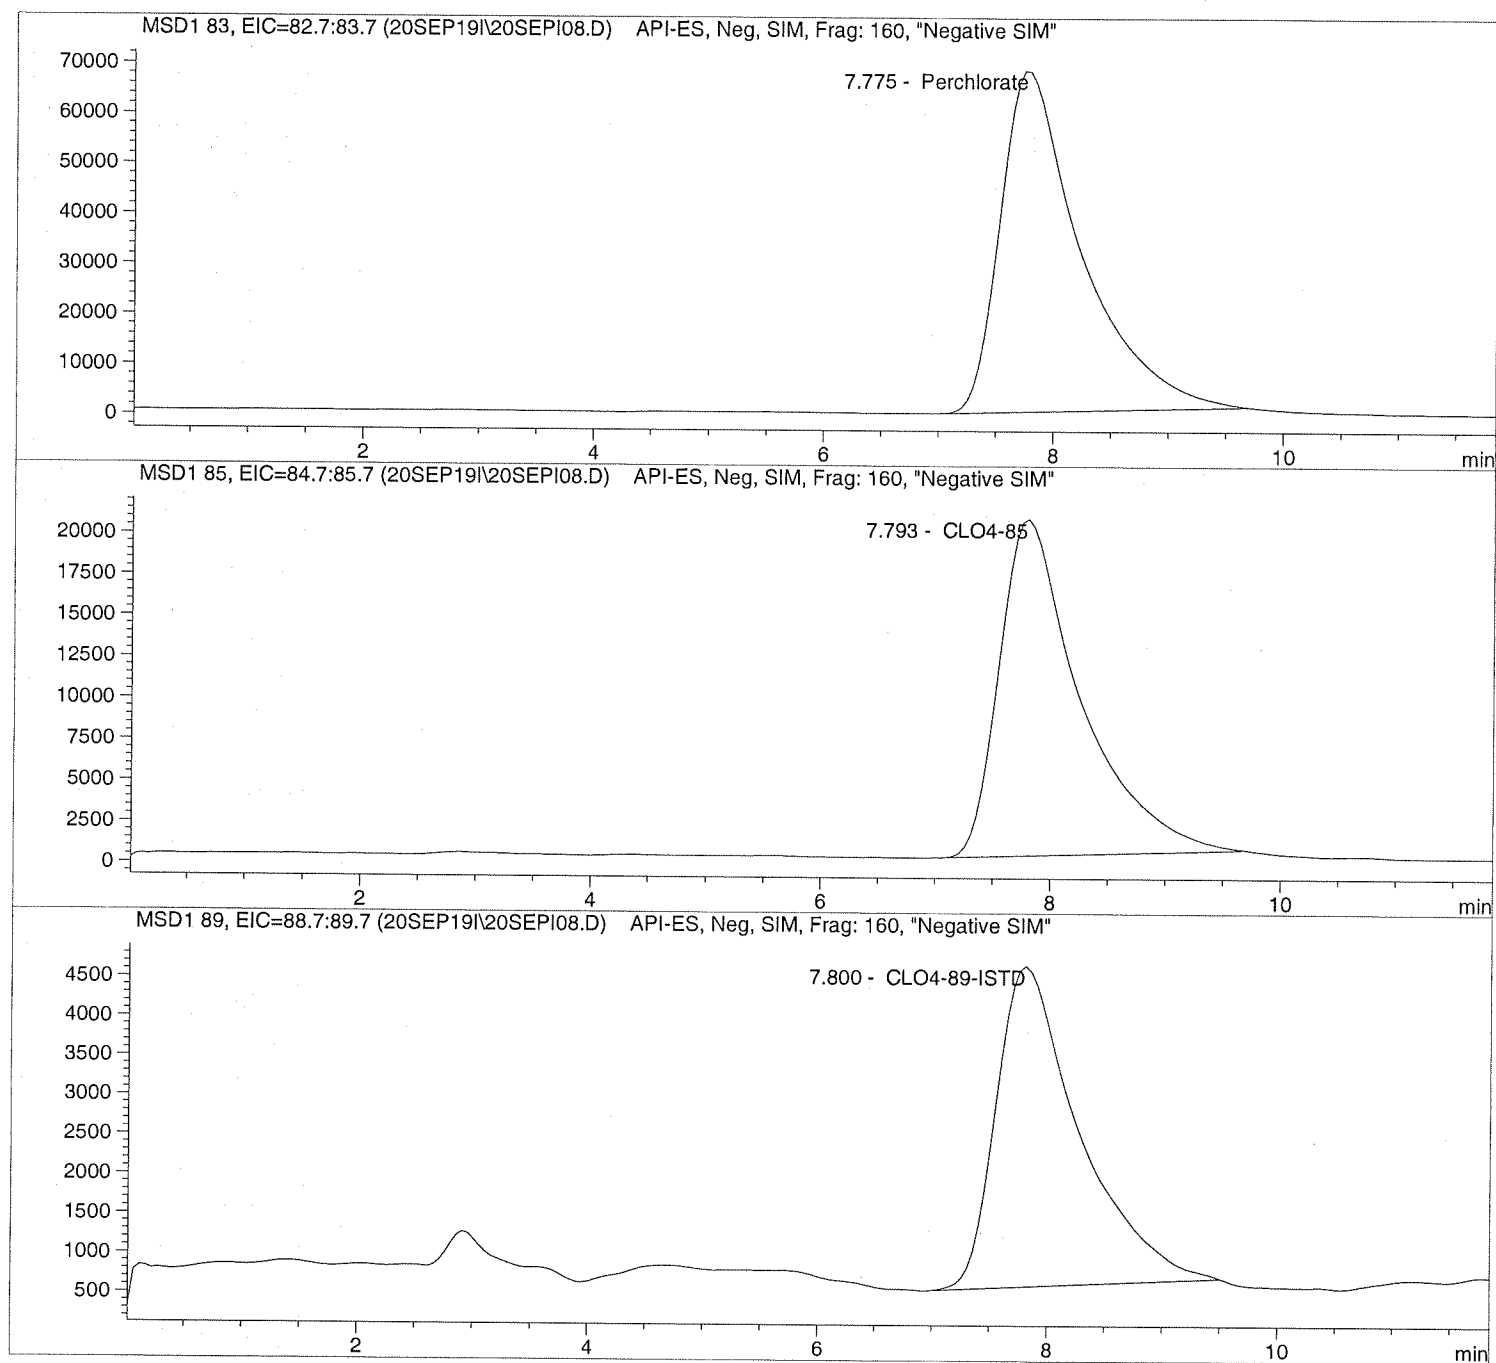 MSD1 83, EIC=82.7:83.7 (20SEP19I\20SEPI08.D) API-ES, Neg, SIM, Frag: 160, "Negative SIM"
7.775 - Perchlorate
70000
60000
50000
40000
30000
20000
10000
0
2 4 6 8 10 min
MSD1 85, EIC=84.7:85.7 (20SEP19I\20SEPI08.D) API-ES, Neg, SIM, Frag: 160, "Negative SIM"
7.793 - CLO4-85
20000
17500
15000
12500
10000
7500
5000
2500
0
2 4 6 8 10 min
MSD1 89, EIC=88.7:89.7 (20SEP19I\20SEPI08.D) API-ES, Neg, SIM, Frag: 160, "Negative SIM"
7.800 - CLO4-89-ISTD
4500
4000
3500
3000
2500
2000
1500
1000
500
2 4 6 8 10 min